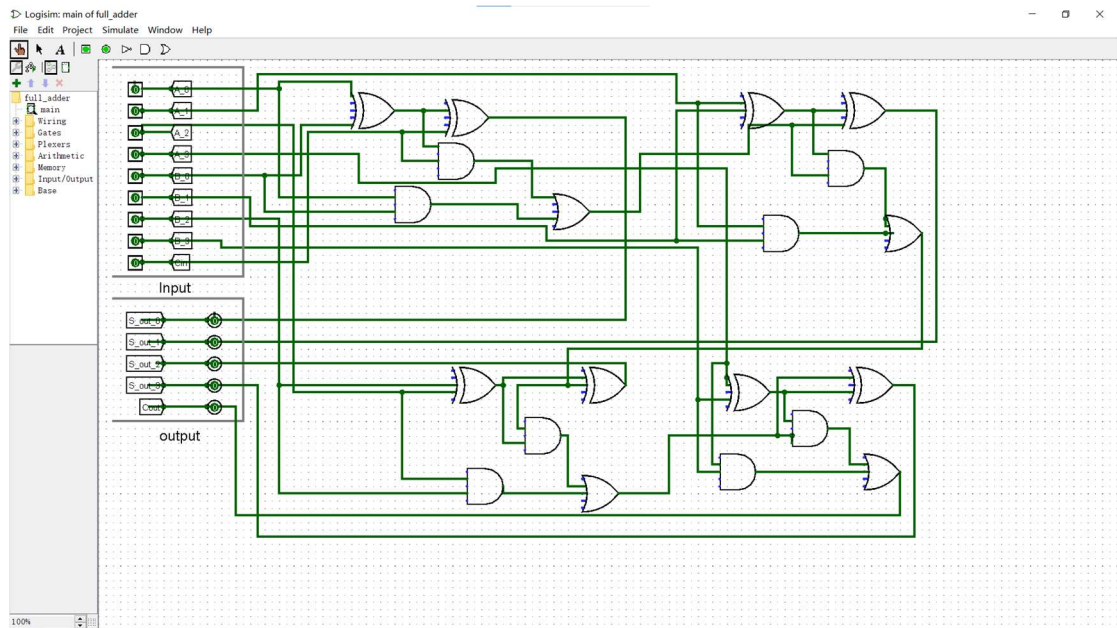 Logisim: main of full_adder
File Edit Project Simulate Window Help
full_adder
main
Wiring
Gates
Plexers
Arithmetic
Memory
Input/Output
Base
A_0
A_1
A_2
A_3
B_0
B_1
B_2
B_3
Cin
Input
S_out_0
S_out_1
S_out_2
S_out_3
Cout
output
100%